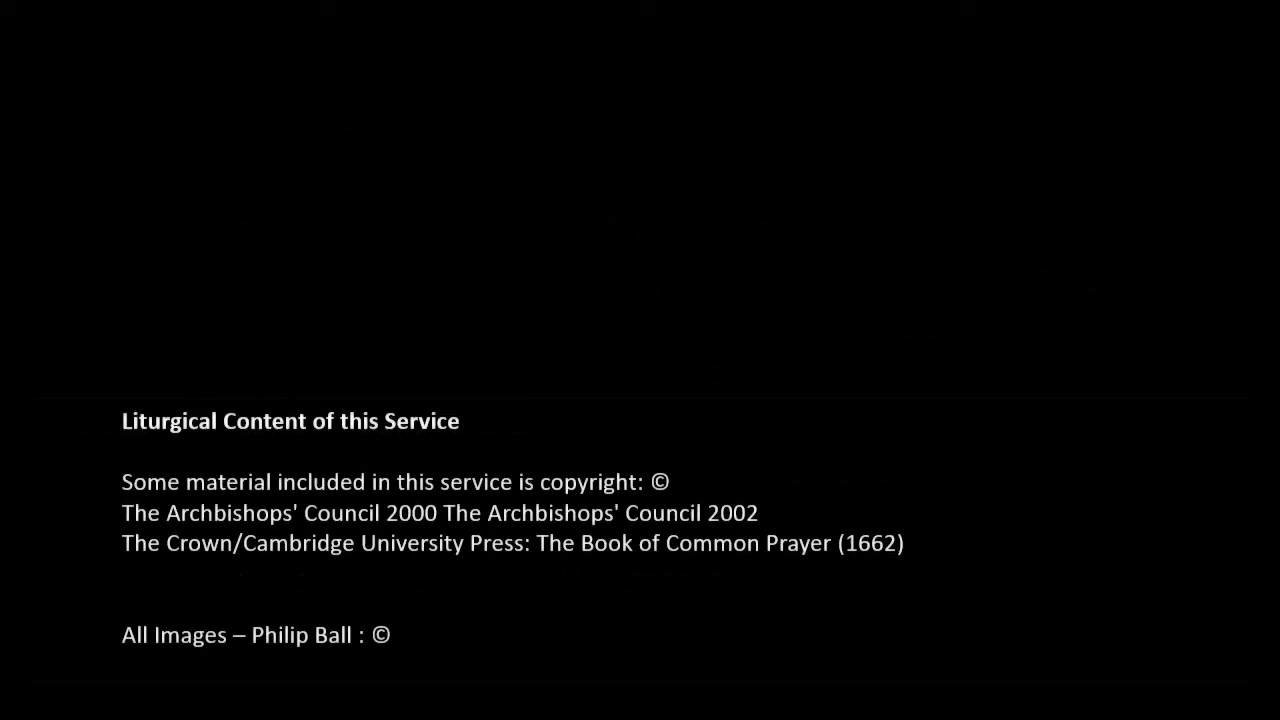 Liturgical Content of this Service
Some material included in this service is copyright: ©
The Archbishops' Council 2000 The Archbishops' Council 2002
The Crown/Cambridge University Press: The Book of Common Prayer (1662)
All Images – Philip Ball : ©